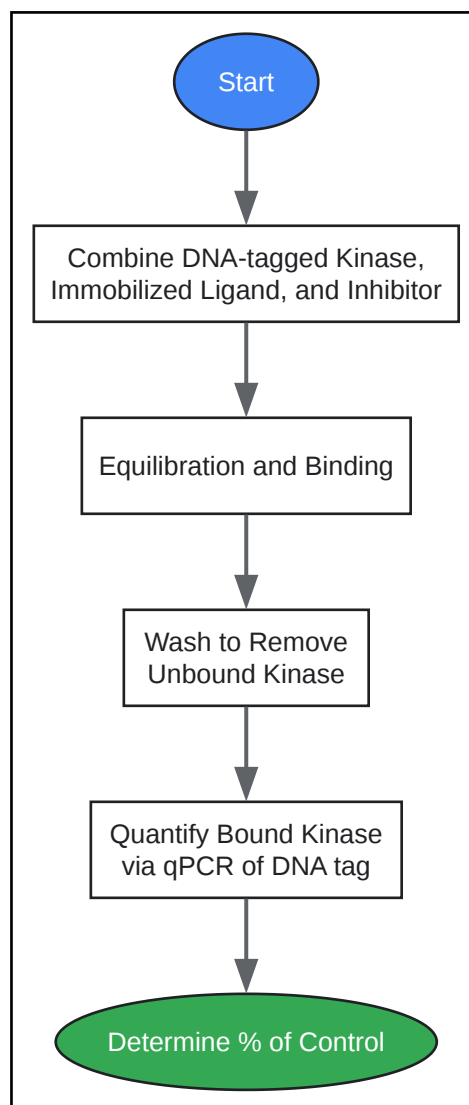 Start
Combine DNA-tagged Kinase,
Immobilized Ligand, and Inhibitor
Equilibration and Binding
Wash to Remove
Unbound Kinase
Quantify Bound Kinase
via qPCR of DNA tag
Determine % of Control